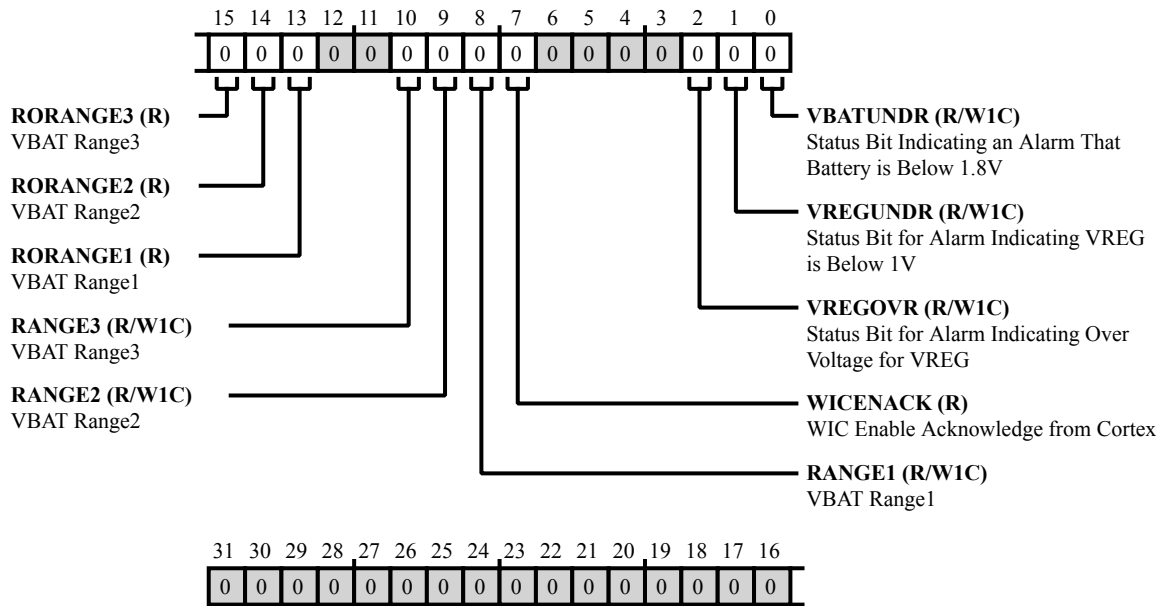 15 14 13 12 11 10 9 8 7 6 5 4 3 2 1 0
0 0 0 0 0 0 0 0 0 0 0 0 0 0 0 0
RORANGE3 (R)
VBAT Range3
RORANGE2 (R)
VBAT Range2
RORANGE1 (R)
VBAT Range1
RANGE3 (R/W1C)
VBAT Range3
RANGE2 (R/W1C)
VBAT Range2
VBATUNDR (R/W1C)
Status Bit Indicating an Alarm That
Battery is Below 1.8V
VREGUNDR (R/W1C)
Status Bit for Alarm Indicating VREG
is Below 1V
VREGOVR (R/W1C)
Status Bit for Alarm Indicating Over
Voltage for VREG
WICENACK (R)
WIC Enable Acknowledge from Cortex
RANGE1 (R/W1C)
VBAT Range1
31 30 29 28 27 26 25 24 23 22 21 20 19 18 17 16
0 0 0 0 0 0 0 0 0 0 0 0 0 0 0 0